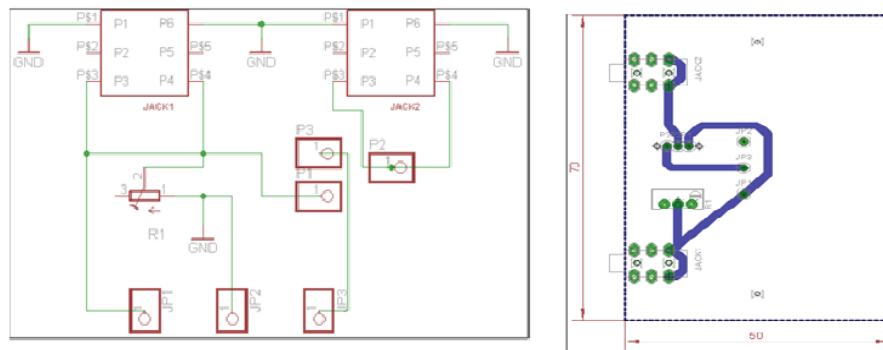 P$1 P1 P6 P$1 P1 P6
P$2 P2 P5 P$5 P$2 P2 P5 P$5
GND GND GND
P$3 P3 P4 P$4 P$3 P3 P4 P$4
JACK1 JACK2
P3
1
P2
1
P1
1
2
3 1
R1
GND
1 JP1 1 JP2 1 JP3
JACK2
JP2
JP3
R1
JACK1
70
50